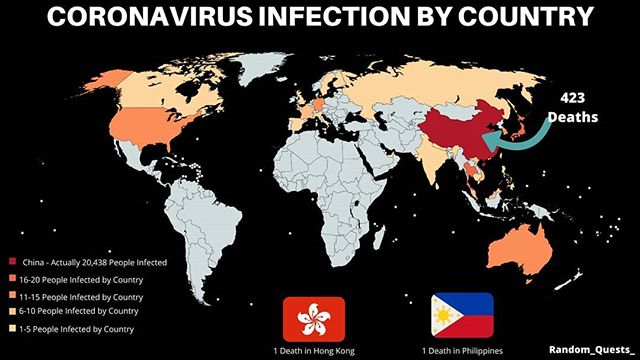 CORONAVIRUS INFECTION BY COUNTRY
423
Deaths
China - Actually 20,438 People Infected
16-20 People Infected by Country
11-15 People Infected by Country
6-10 People Infected by Country
1-5 People Infected by Country
1 Death in Hong Kong
1 Death in Philippines
Random_Quests_